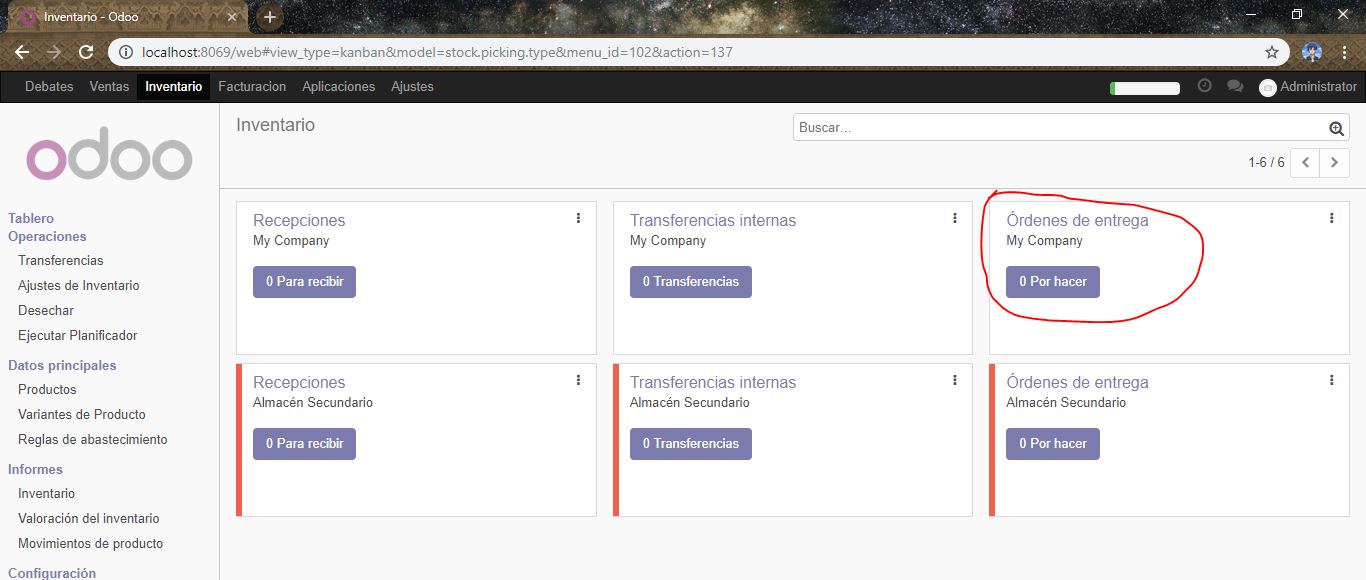 Inventario - Odoo
localhost:8069/web#view_type=kanban&model=stock.picking.type&menu_id=102&action=137
Debates Ventas Inventario Facturacion Aplicaciones Ajustes Administrator
odoo
Inventario
Buscar...
1-6 / 6
Tablero
Operaciones
Transferencias
Ajustes de Inventario
Desechar
Ejecutar Planificador
Datos principales
Productos
Variantes de Producto
Reglas de abastecimiento
Informes
Inventario
Valoración del inventario
Movimientos de producto
Configuración
Recepciones
My Company
0 Para recibir
Transferencias internas
My Company
0 Transferencias
Órdenes de entrega
My Company
0 Por hacer
Recepciones
Almacén Secundario
0 Para recibir
Transferencias internas
Almacén Secundario
0 Transferencias
Órdenes de entrega
Almacén Secundario
0 Por hacer